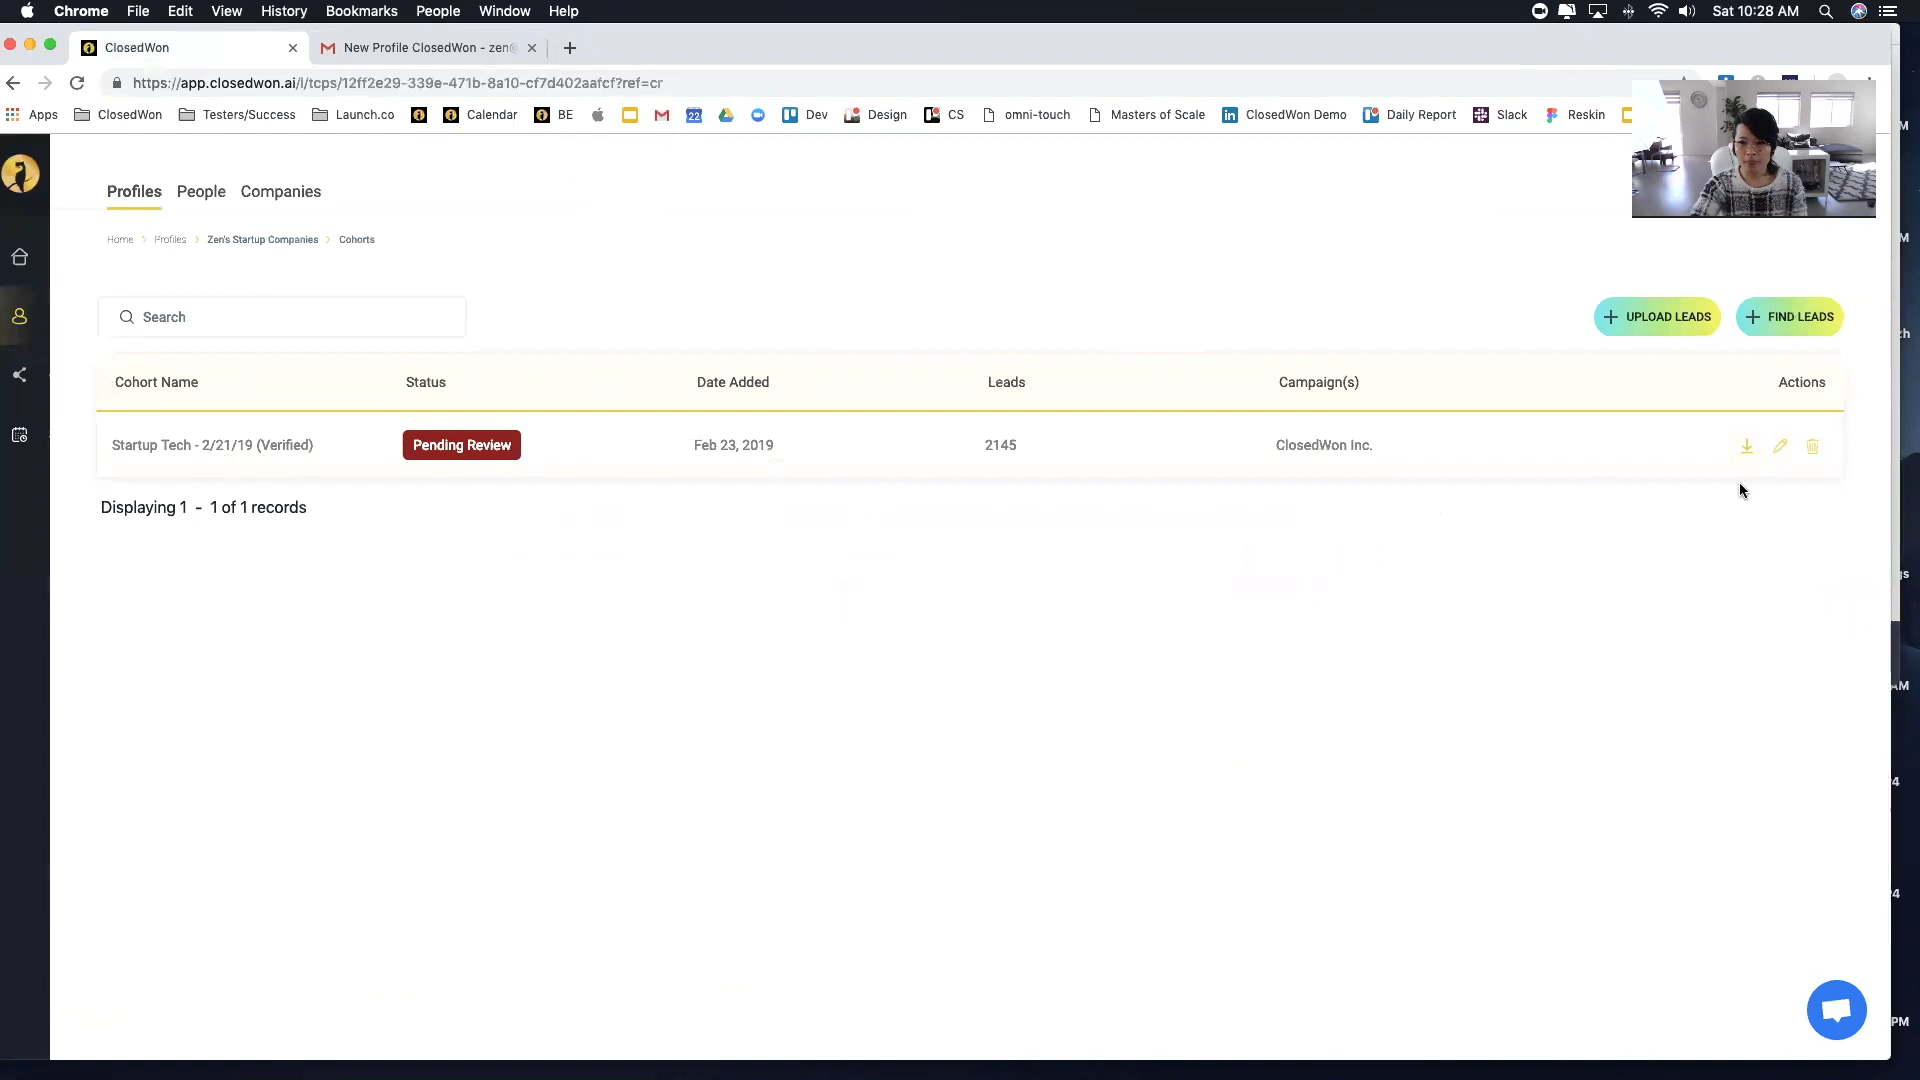 Chrome File Edit View History Bookmarks People Window Help Sat 10:28 AM
ClosedWon New Profile ClosedWon - zen@
https://app.closedwon.ai/l/tcps/12ff2e29-339e-471b-8a10-cf7d402aafcf?ref=cr
Apps ClosedWon Testers/Success Launch.co Calendar BE 22 Dev Design CS omni-touch Masters of Scale ClosedWon Demo Daily Report Slack Reskin
Profiles People Companies
Home Profiles Zen's Startup Companies Cohorts
Search
UPLOAD LEADS FIND LEADS
Cohort Name Status Date Added Leads Campaign(s) Actions
Startup Tech - 2/21/19 (Verified) Pending Review Feb 23, 2019 2145 ClosedWon Inc.
Displaying 1 - 1 of 1 records